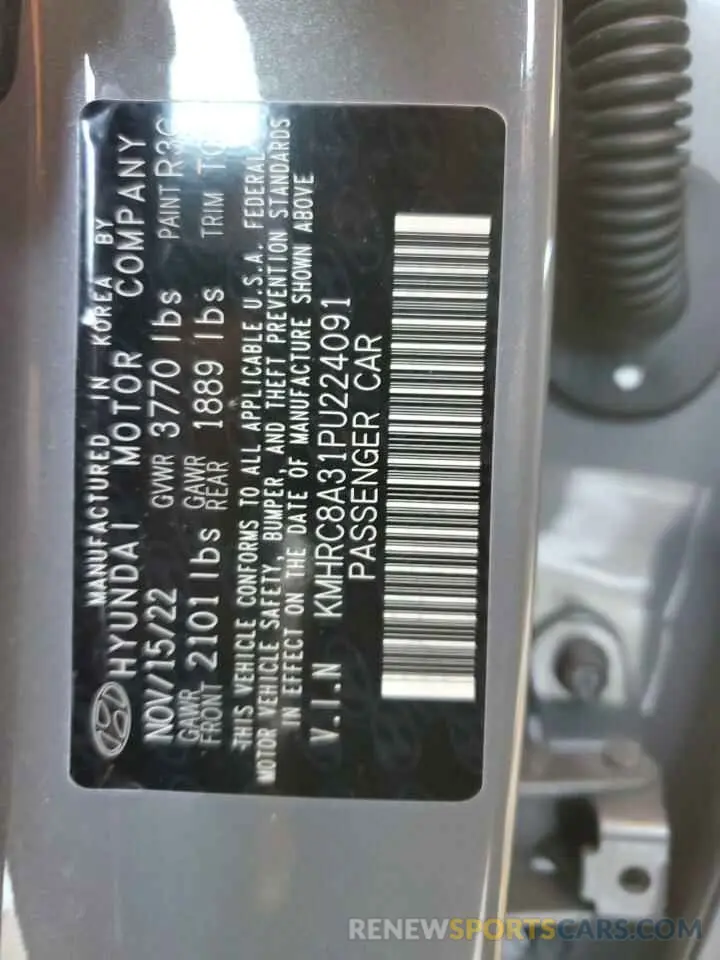 MANUFACTURED IN KOREA BY
HYUNDAI MOTOR COMPANY
NOV/15/22 GVWR 3770 lbs PAINT
GAWR FRONT 2101 lbs GAWR REAR 1889 lbs TRIM
THIS VEHICLE CONFORMS TO ALL APPLICABLE U.S.A. FEDERAL
MOTOR VEHICLE SAFETY, BUMPER, AND THEFT PREVENTION STANDARDS
IN EFFECT ON THE DATE OF MANUFACTURE SHOWN ABOVE
V.I.N KMHRC8A31PU224091
PASSENGER CAR
RENEWSPORTSCARS.COM